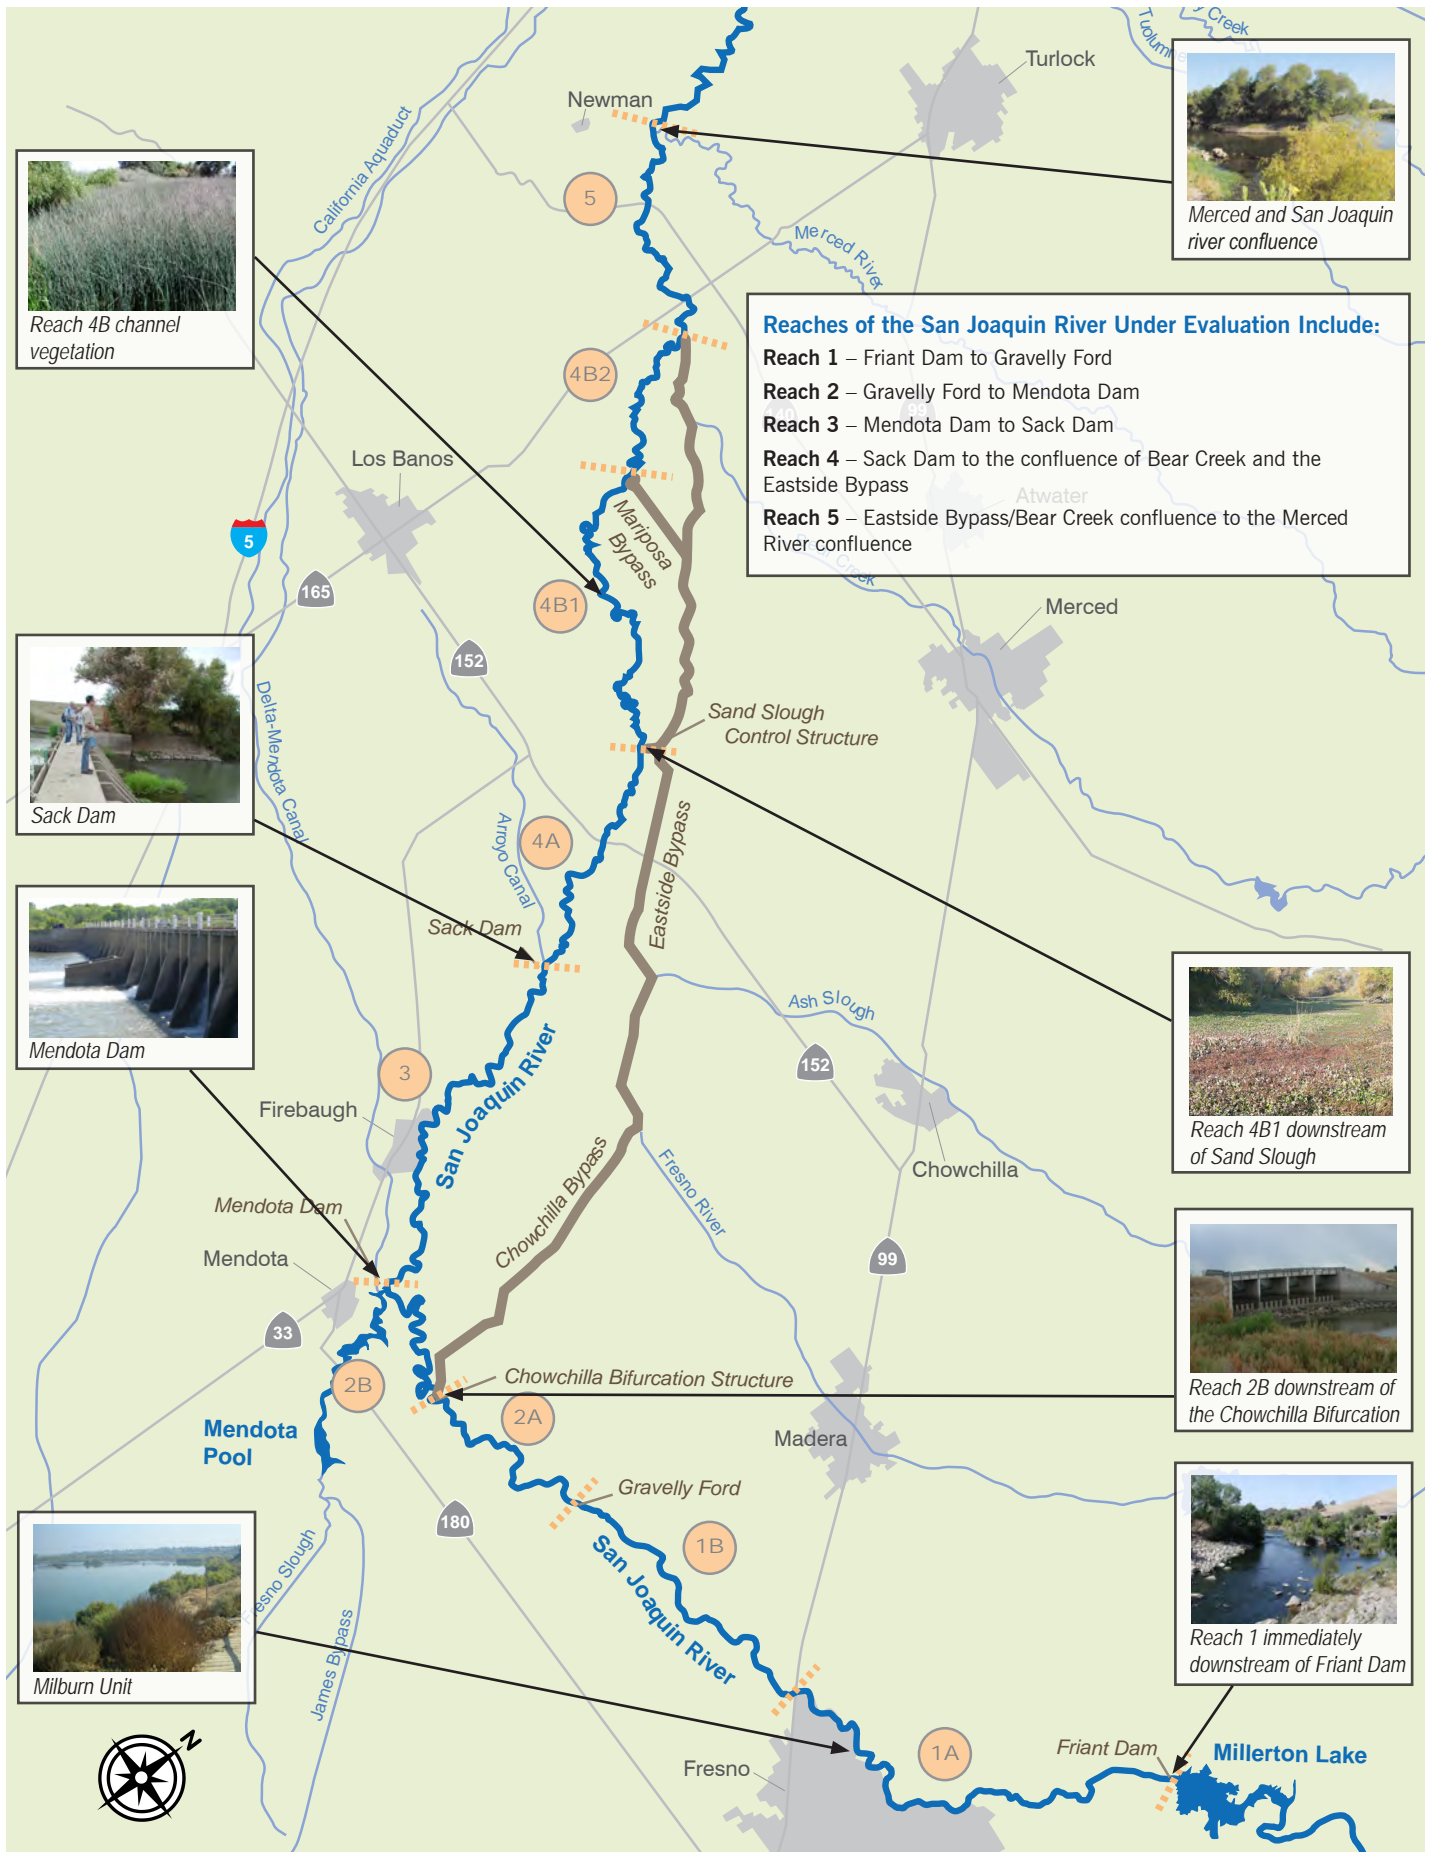 Creek
Tuolumne
Turlock
Newman
California Aquaduct
5
Merced and San Joaquin
river confluence
Merced River
Reach 4B channel
vegetation
Reaches of the San Joaquin River Under Evaluation Include:
Reach 1 – Friant Dam to Gravelly Ford
Reach 2 – Gravelly Ford to Mendota Dam
Reach 3 – Mendota Dam to Sack Dam
Reach 4 – Sack Dam to the confluence of Bear Creek and the
Eastside Bypass
Reach 5 – Eastside Bypass/Bear Creek confluence to the Merced
River confluence
140
99
Atwater
Bear Creek
4B2
Los Banos
5
165
Mariposa
Bypass
4B1
152
Merced
Delta-Mendota Canal
Sack Dam
Sand Slough
Control Structure
4A
Arroyo Canal
Eastside Bypass
Sack Dam
Mendota Dam
Ash Slough
152
3
Firebaugh
San Joaquin River
Reach 4B1 downstream
of Sand Slough
Chowchilla
Fresno River
Chowchilla Bypass
Mendota Dam
Mendota
33
99
2B
Chowchilla Bifurcation Structure
2A
Reach 2B downstream of
the Chowchilla Bifurcation
Mendota
Pool
Madera
Gravelly Ford
180
1B
San Joaquin River
Fresno Slough
James Bypass
Milburn Unit
Reach 1 immediately
downstream of Friant Dam
N
Fresno
1A
Friant Dam
Millerton Lake